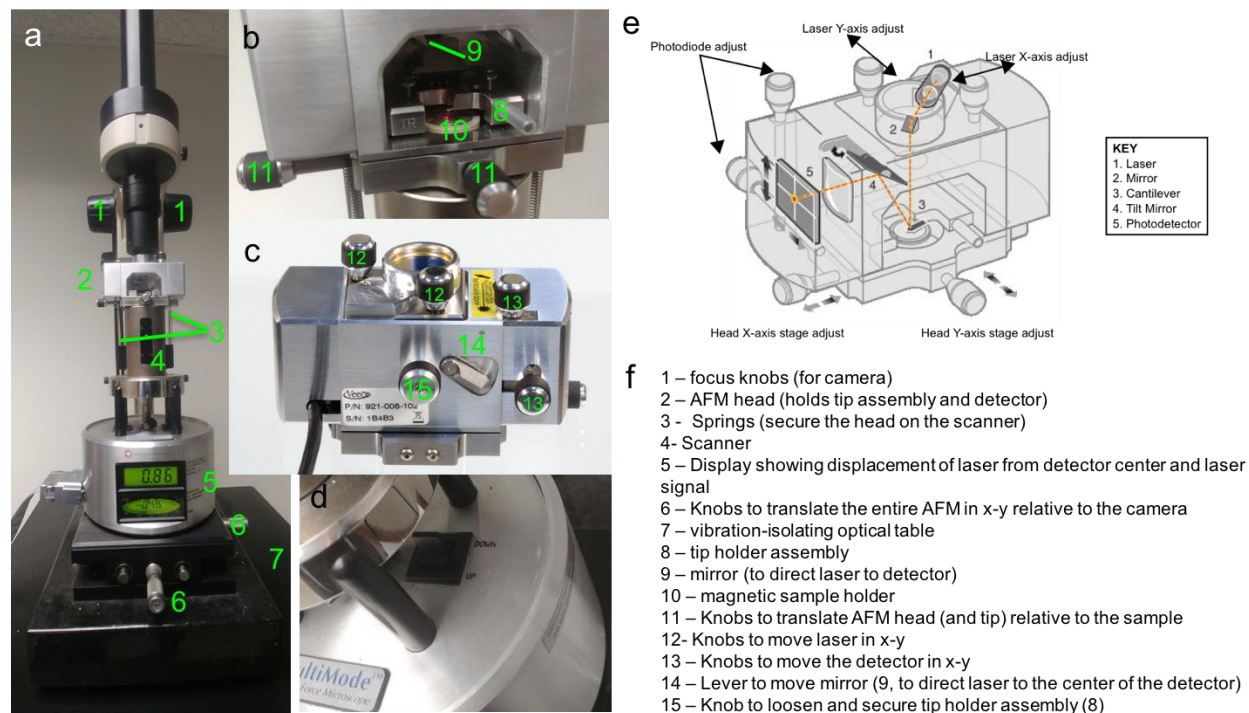 a
1
1
2
3
4
0.86
5
6
7
6
b
9
8
TR
10
11
11
c
12
12
13
14
15
13
Veeco
P/N: 921-006-102
S/N: 1B4B3
d
DOWN
UP
ultiMode™
Force Microscope
e
Laser Y-axis adjust
Photodiode adjust
1
Laser X-axis adjust
2
5
4
3
KEY
1. Laser
2. Mirror
3. Cantilever
4. Tilt Mirror
5. Photodetector
Head X-axis stage adjust
Head Y-axis stage adjust
f
1 – focus knobs (for camera)
2 – AFM head (holds tip assembly and detector)
3 - Springs (secure the head on the scanner)
4- Scanner
5 – Display showing displacement of laser from detector center and laser
signal
6 – Knobs to translate the entire AFM in x-y relative to the camera
7 – vibration-isolating optical table
8 – tip holder assembly
9 – mirror (to direct laser to detector)
10 – magnetic sample holder
11 – Knobs to translate AFM head (and tip) relative to the sample
12- Knobs to move laser in x-y
13 – Knobs to move the detector in x-y
14 – Lever to move mirror (9, to direct laser to the center of the detector)
15 – Knob to loosen and secure tip holder assembly (8)